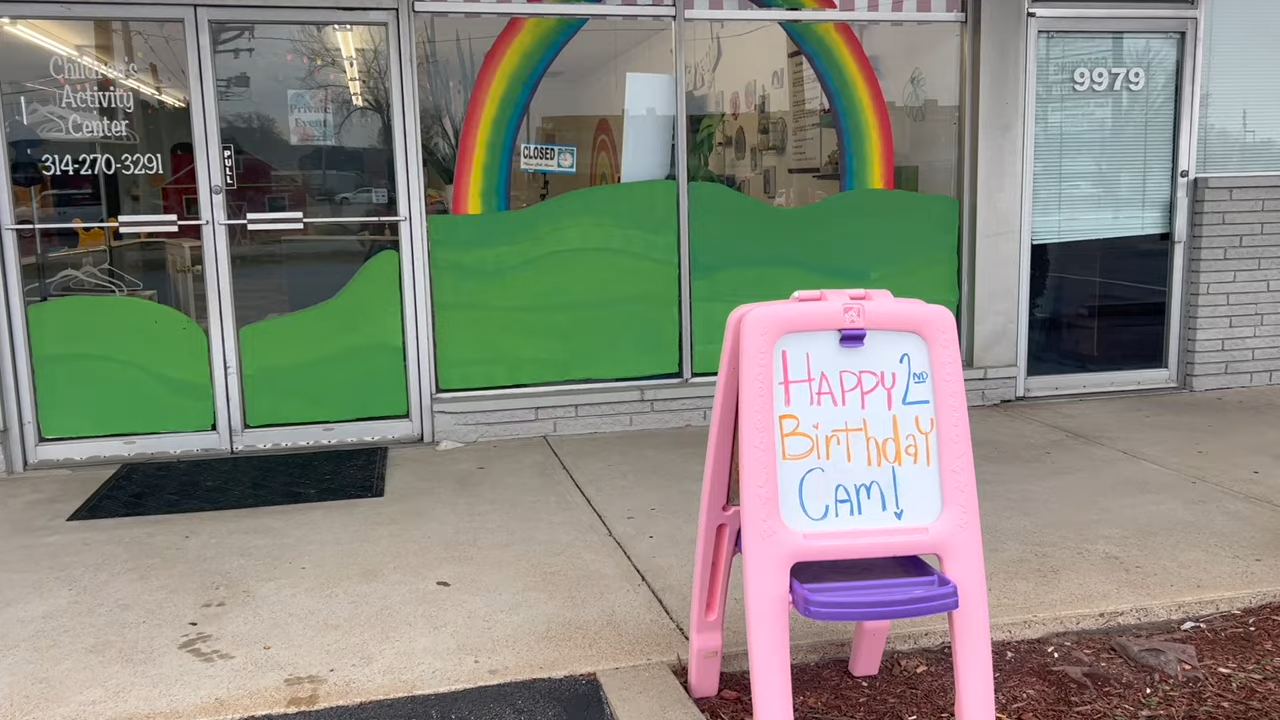 Children's
Activity
Center
314-270-3291
Private
Event
PULL
CLOSED
9979
HAPPY 2ND
BirthdaY
CAM!